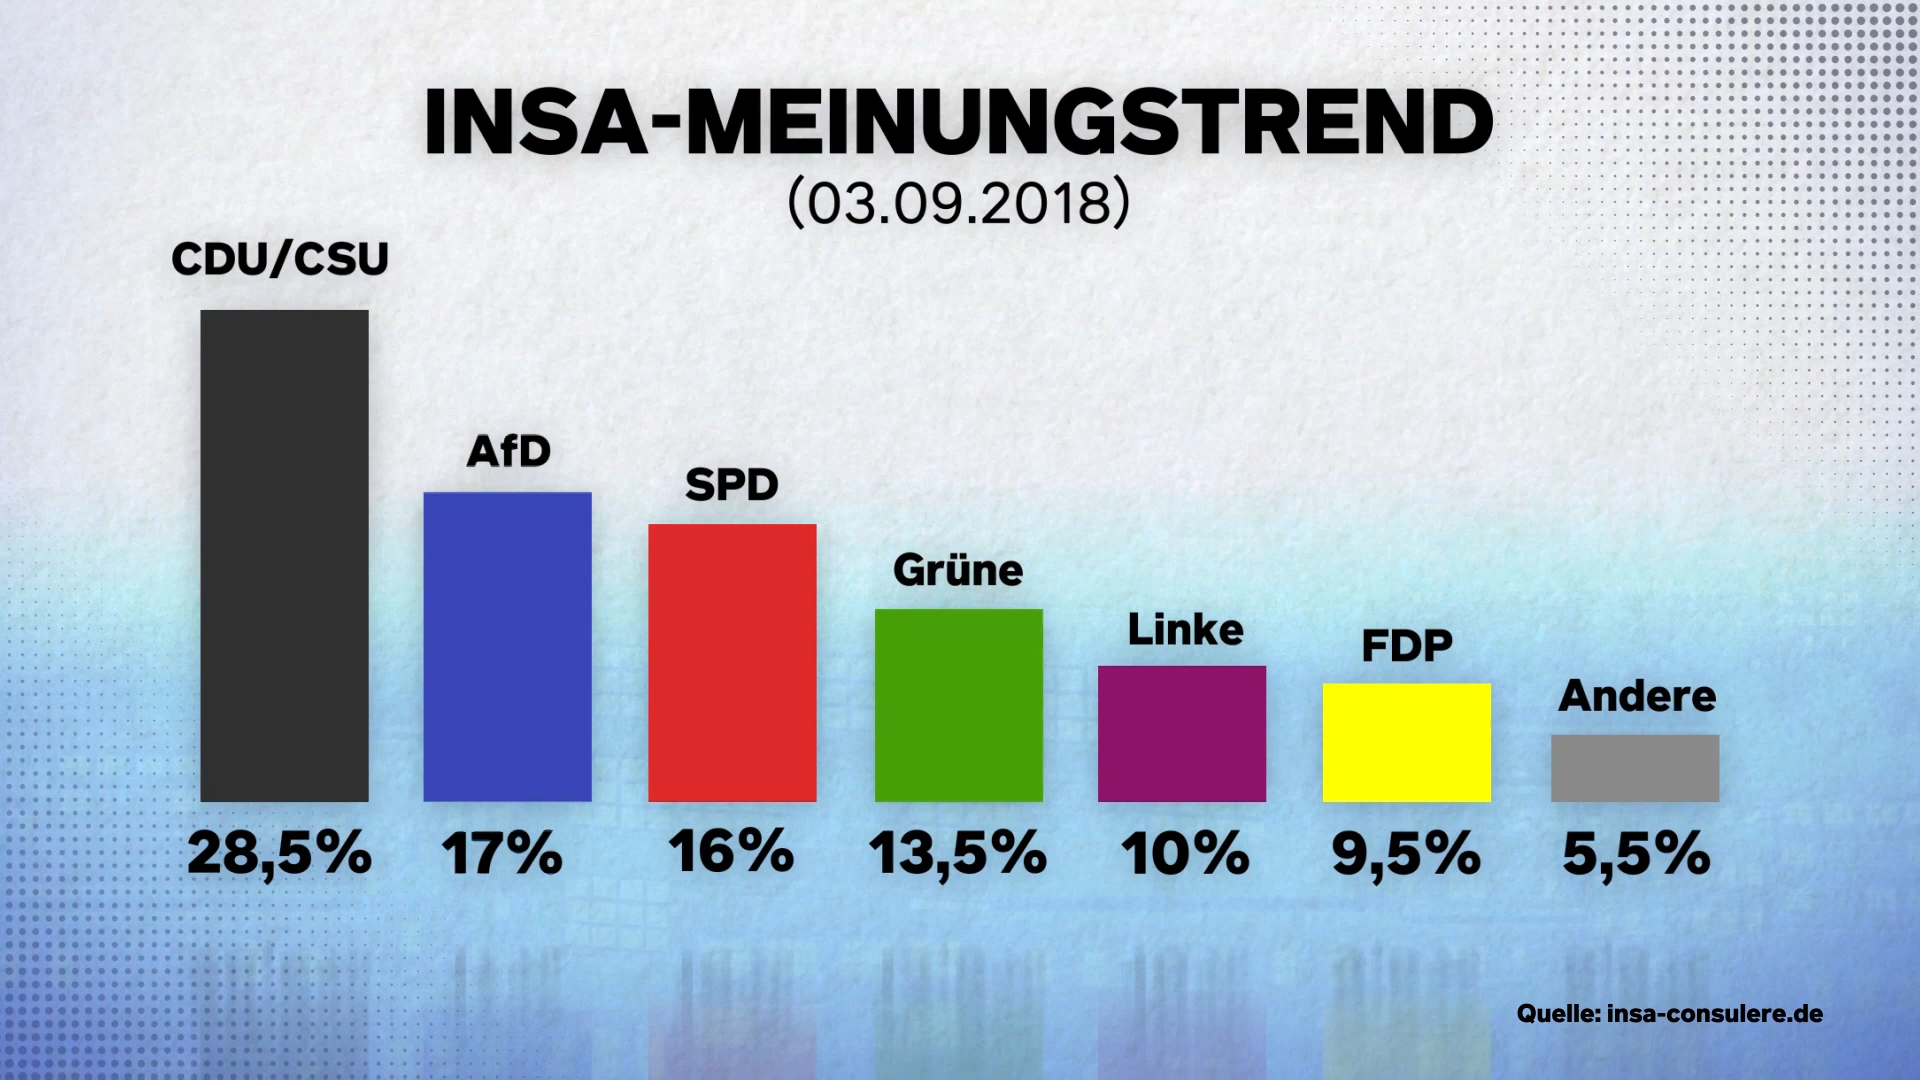 INSA-MEINUNGSTREND
(03.09.2018)
CDU/CSU
AfD
SPD
Grüne
Linke
FDP
Andere
28,5% 17% 16% 13,5% 10% 9,5% 5,5%
Quelle: insa-consulere.de